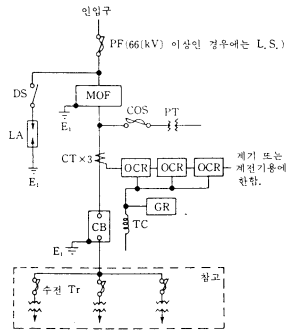 인입구
PF(66[kV] 이상인 경우에는 L.S.)
DS
MOF
E₁
COS
PT
LA
E₁
CT×3
OCR
OCR
OCR
계기 또는
계전기용에
한함.
GR
CB
TC
E₁
참고
수전 Tr